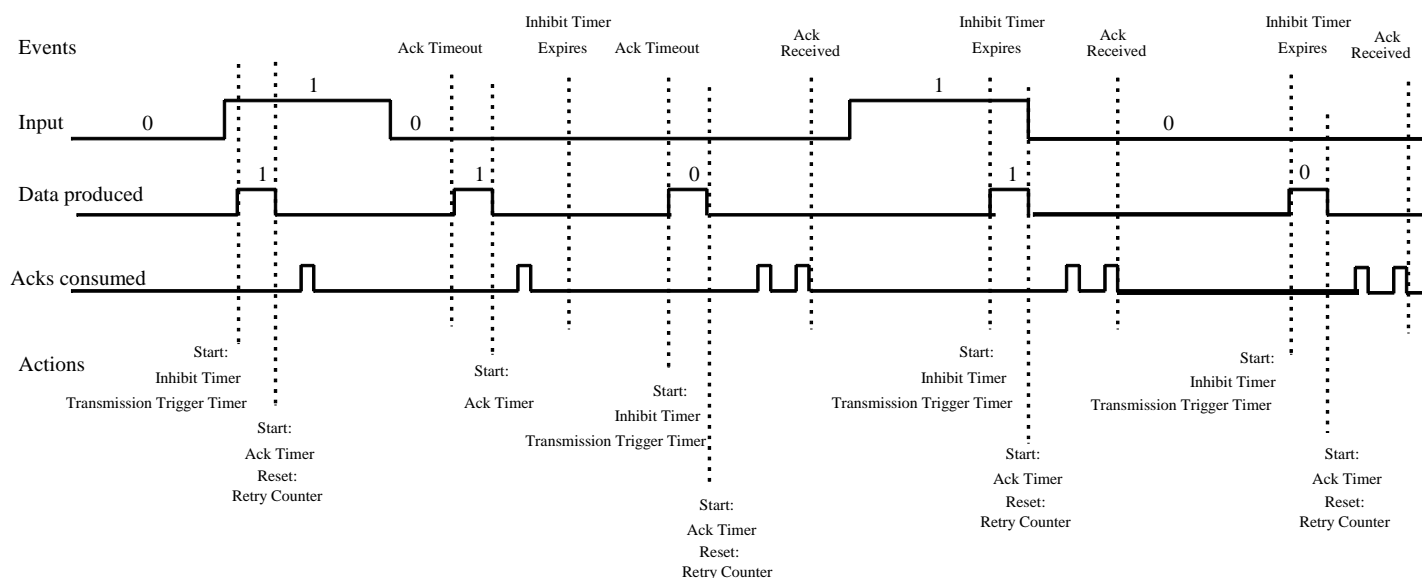 Inhibit Timer
Inhibit Timer
Inhibit Timer
Events
Ack Timeout
Expires
Ack Timeout
Ack
Received
Expires
Ack
Received
Expires
Ack
Received
1
1
Input
0
0
0
Data produced
1
1
0
1
0
Acks consumed
Actions
Start:
Inhibit Timer
Transmission Trigger Timer
Start:
Ack Timer
Reset:
Retry Counter
Start:
Ack Timer
Start:
Inhibit Timer
Transmission Trigger Timer
Start:
Ack Timer
Reset:
Retry Counter
Start:
Inhibit Timer
Transmission Trigger Timer
Start:
Ack Timer
Reset:
Retry Counter
Start:
Inhibit Timer
Transmission Trigger Timer
Start:
Ack Timer
Reset:
Retry Counter